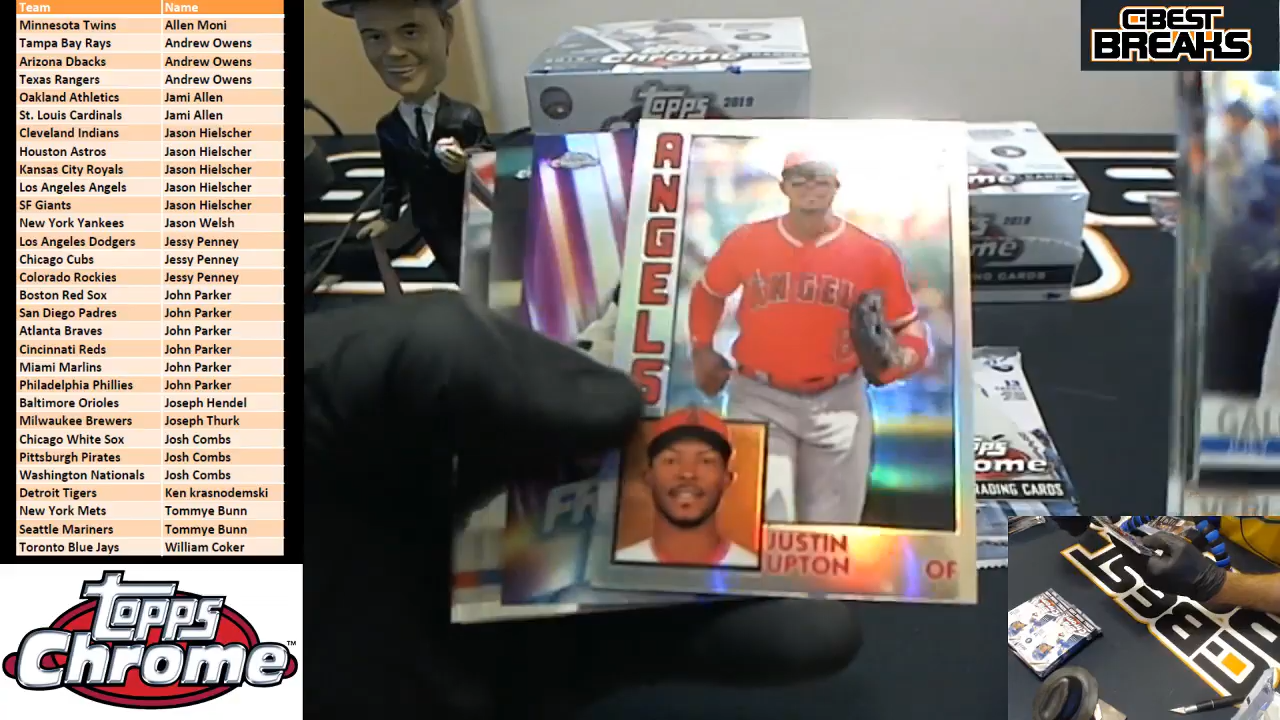 Team Name
Minnesota Twins Allen Moni
Tampa Bay Rays Andrew Owens
Arizona Dbacks Andrew Owens
Texas Rangers Andrew Owens
Oakland Athletics Jami Allen
St. Louis Cardinals Jami Allen
Cleveland Indians Jason Hielscher
Houston Astros Jason Hielscher
Kansas City Royals Jason Hielscher
Los Angeles Angels Jason Hielscher
SF Giants Jason Hielscher
New York Yankees Jason Welsh
Los Angeles Dodgers Jessy Penney
Chicago Cubs Jessy Penney
Colorado Rockies Jessy Penney
Boston Red Sox John Parker
San Diego Padres John Parker
Atlanta Braves John Parker
Cincinnati Reds John Parker
Miami Marlins John Parker
Philadelphia Phillies John Parker
Baltimore Orioles Joseph Hendel
Milwaukee Brewers Joseph Thurk
Chicago White Sox Josh Combs
Pittsburgh Pirates Josh Combs
Washington Nationals Josh Combs
Detroit Tigers Ken krasnodemski
New York Mets Tommye Bunn
Seattle Mariners Tommye Bunn
Toronto Blue Jays William Coker
Topps
Chrome™
C-BEST
BREAKS
Topps 2019
ANGELS
ANGELS
JUSTIN
UPTON
OF
2019
TRADING CARDS
C-BEST